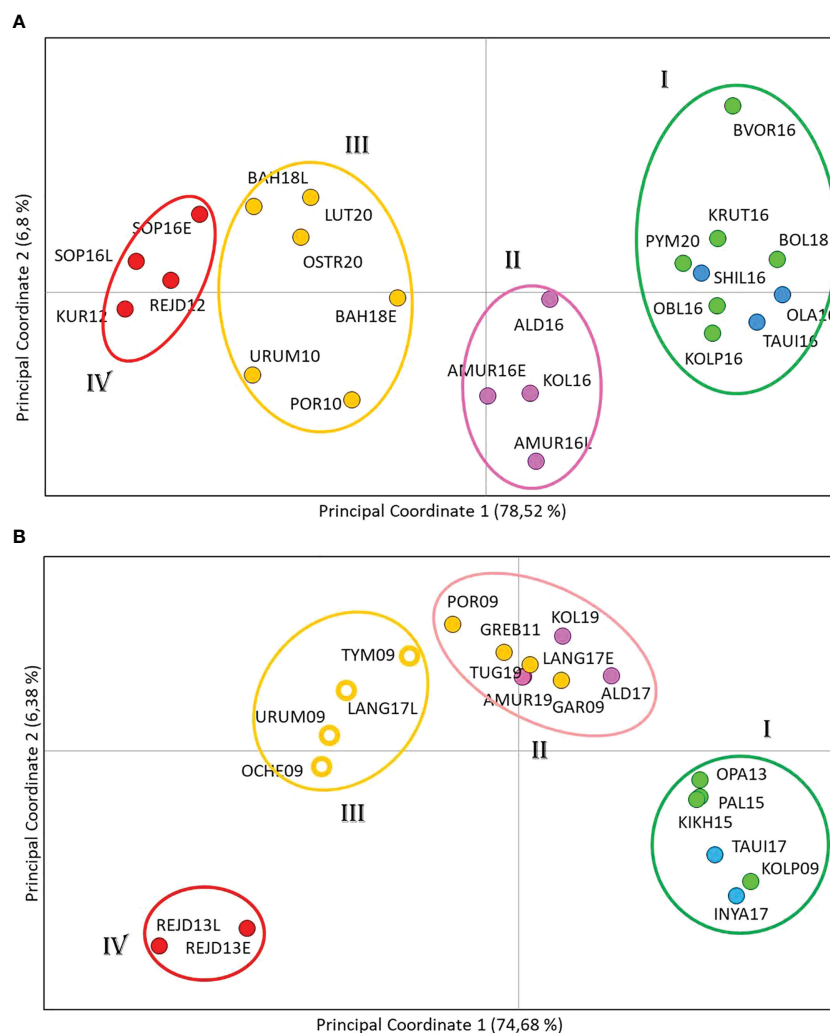 A
I
III
BVOR16
BAH18L
LUT20
SOP16E
KRUT16
PYM20
BOL18
OSTR20
II
SOP16L
SHIL16
REJD12
BAH18E
OBL16
OLA16
KUR12
ALD16
TAUI16
KOLP16
URUM10
AMUR16E
KOL16
IV
POR10
AMUR16L
Principal Coordinate 2 (6,8 %)
Principal Coordinate 1 (78,52 %)
B
POR09
KOL19
GREB11
TYM09
TUG19
LANG17E
AMUR19
ALD17
GAR09
LANG17L
URUM09
I
II
OCHF09
OPA13
III
PAL15
KIKH15
TAUI17
KOLP09
INYA17
REJD13L
IV
REJD13E
Principal Coordinate 2 (6,38 %)
Principal Coordinate 1 (74,68 %)